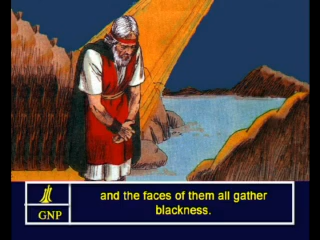 and the faces of them all gather
blackness.
GNP